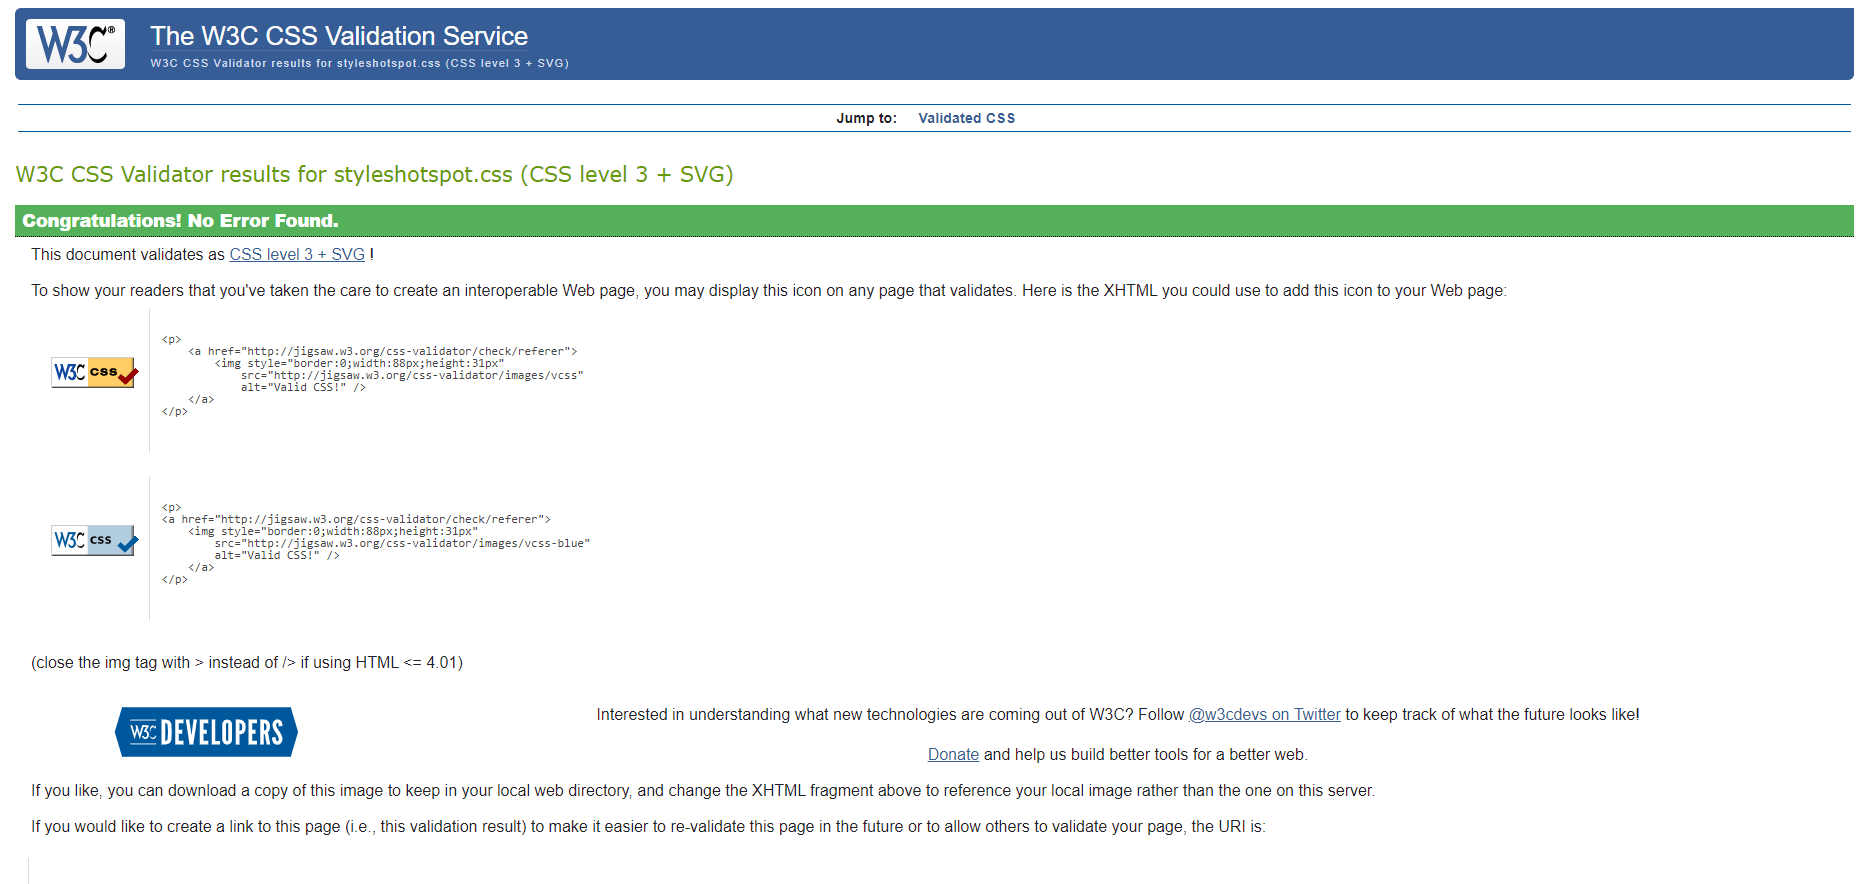 W3C®
The W3C CSS Validation Service
W3C CSS Validator results for styleshotspot.css (CSS level 3 + SVG)
Jump to: Validated CSS
W3C CSS Validator results for styleshotspot.css (CSS level 3 + SVG)
Congratulations! No Error Found.
This document validates as CSS level 3 + SVG !
To show your readers that you've taken the care to create an interoperable Web page, you may display this icon on any page that validates. Here is the XHTML you could use to add this icon to your Web page:
W3C css
<p>
    <a href="http://jigsaw.w3.org/css-validator/check/referer">
        <img style="border:0;width:88px;height:31px"
            src="http://jigsaw.w3.org/css-validator/images/vcss"
            alt="Valid CSS!" />
    </a>
</p>
W3C css
<p>
<a href="http://jigsaw.w3.org/css-validator/check/referer">
    <img style="border:0;width:88px;height:31px"
        src="http://jigsaw.w3.org/css-validator/images/vcss-blue"
        alt="Valid CSS!" />
    </a>
</p>
(close the img tag with > instead of /> if using HTML <= 4.01)
W3C DEVELOPERS
Interested in understanding what new technologies are coming out of W3C? Follow @w3cdevs on Twitter to keep track of what the future looks like!
Donate and help us build better tools for a better web.
If you like, you can download a copy of this image to keep in your local web directory, and change the XHTML fragment above to reference your local image rather than the one on this server.
If you would like to create a link to this page (i.e., this validation result) to make it easier to re-validate this page in the future or to allow others to validate your page, the URI is: